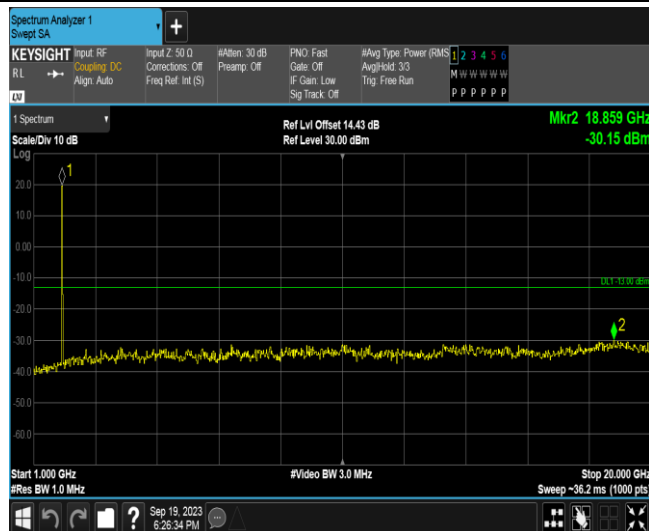 Spectrum Analyzer 1
Swept SA
KEYSIGHT
RL
LXI
Input: RF
Coupling: DC
Align: Auto
Input Z: 50 Ω
Corrections: Off
Freq Ref: Int (S)
#Atten: 30 dB
Preamp: Off
PNO: Fast
Gate: Off
IF Gain: Low
Sig Track: Off
#Avg Type: Power (RMS
Avg|Hold: 3/3
Trig: Free Run
1 2 3 4 5 6
M W W W W W
P P P P P P
1 Spectrum
Scale/Div 10 dB
Ref Lvl Offset 14.43 dB
Ref Level 30.00 dBm
Mkr2 18.859 GHz
-30.15 dBm
Log
1
20.0
10.0
0.00
-10.0
DL1 -13.00 dBm
-20.0
2
-30.0
-40.0
-50.0
-60.0
Start 1.000 GHz
#Video BW 3.0 MHz
Stop 20.000 GHz
#Res BW 1.0 MHz
Sweep ~36.2 ms (1000 pts)
?
Sep 19, 2023
6:26:34 PM